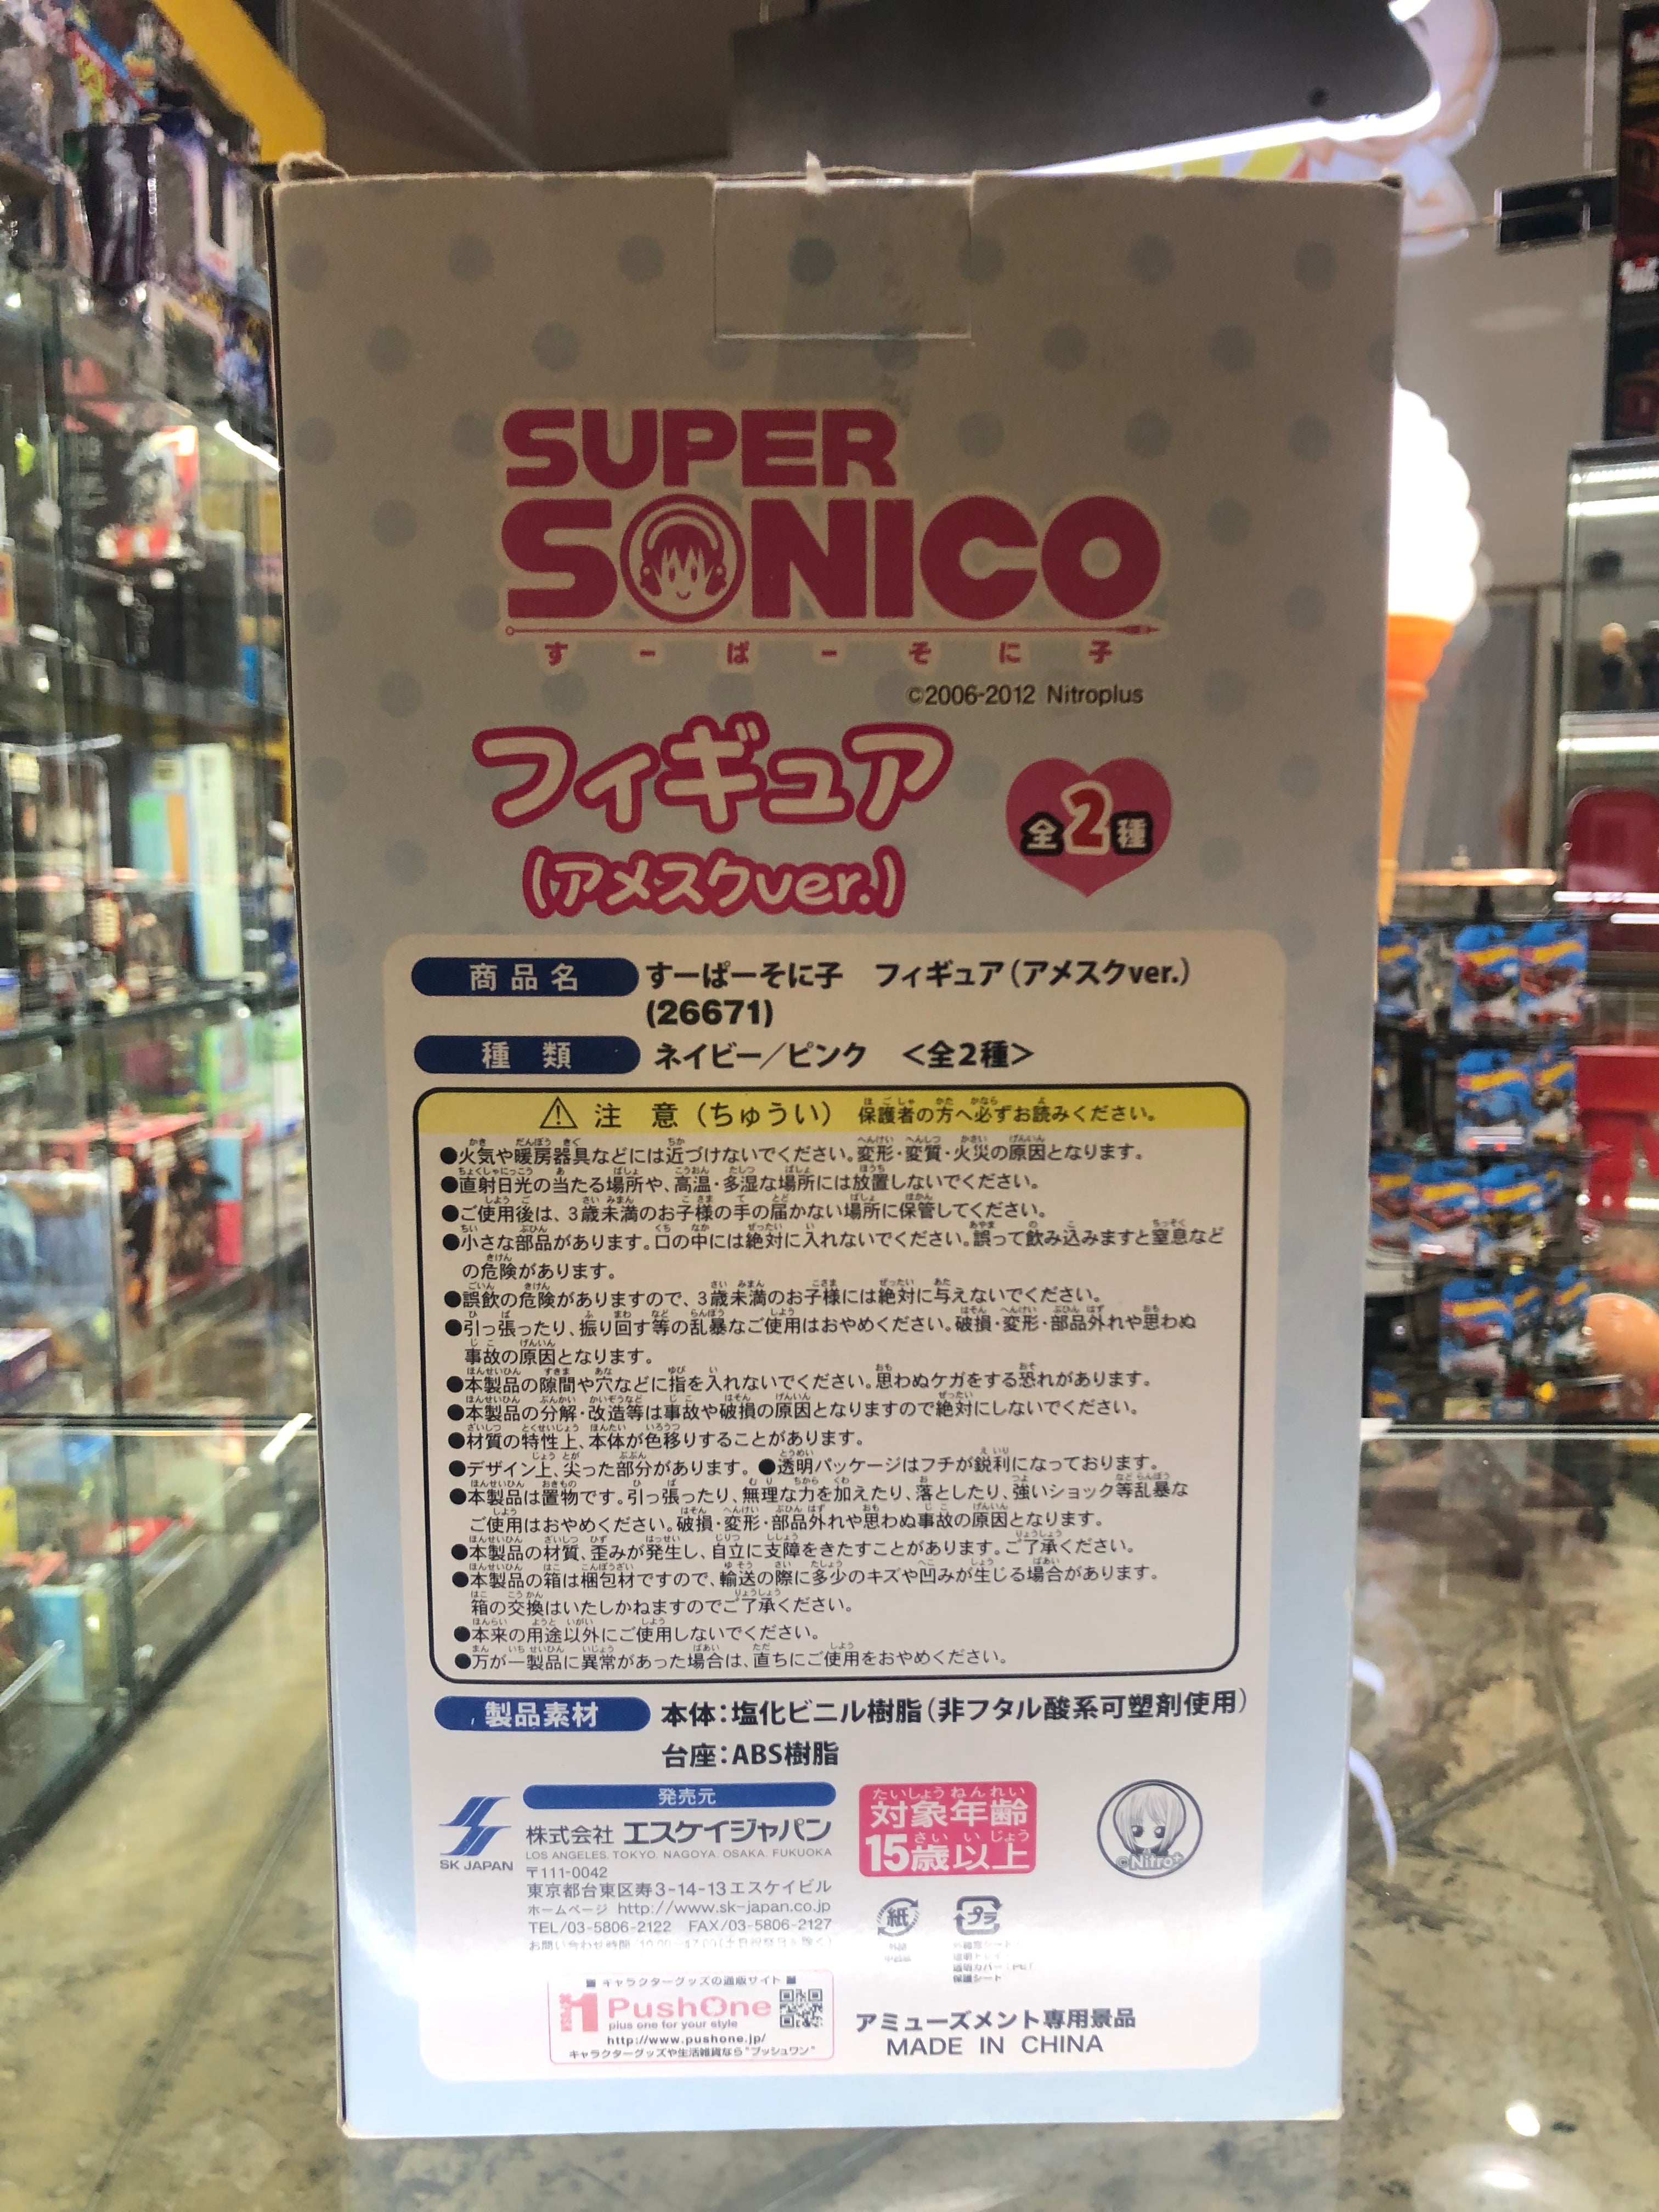 SUPER
SONICO
すーぱーそに子
©2006-2012 Nitroplus
フィギュア
全2種
(アメスクver.)
商品名 すーぱーそに子 フィギュア(アメスクver.)
(26671)
種類 ネイビー/ピンク <全2種>
注 意(ちゅうい) 保護者の方へ必ずお読みください。
●火気や暖房器具などには近づけないでください。変形・変質・火災の原因となります。
●直射日光の当たる場所や、高温・多湿な場所には放置しないでください。
●ご使用後は、3歳未満のお子様の手の届かない場所に保管してください。
●小さな部品があります。口の中には絶対に入れないでください。誤って飲み込みますと窒息など
の危険があります。
●誤飲の危険がありますので、3歳未満のお子様には絶対に与えないでください。
●引っ張ったり、振り回す等の乱暴なご使用はおやめください。破損・変形・部品外れや思わぬ
事故の原因となります。
●本製品の隙間や穴などに指を入れないでください。思わぬケガをする恐れがあります。
●本製品の分解・改造等は事故や破損の原因となりますので絶対にしないでください。
●材質の特性上、本体が色移りすることがあります。
●デザイン上、尖った部分があります。●透明パッケージはフチが鋭利になっております。
●本製品は置物です。引っ張ったり、無理な力を加えたり、落としたり、強いショック等乱暴な
ご使用はおやめください。破損・変形・部品外れや思わぬ事故の原因となります。
●本製品の材質、歪みが発生し、自立に支障をきたすことがあります。ご了承ください。
●本製品の箱は梱包材ですので、輸送の際に多少のキズや凹みが生じる場合があります。
箱の交換はいたしかねますのでご了承ください。
●本来の用途以外にご使用しないでください。
●万が一製品に異常があった場合は、直ちにご使用をおやめください。
製品素材 本体:塩化ビニル樹脂(非フタル酸系可塑剤使用)
台座:ABS樹脂
発売元
SK JAPAN
株式会社 エスケイジャパン
LOS ANGELES. TOKYO. NAGOYA. OSAKA. FUKUOKA
〒111-0042
東京都台東区寿3-14-13エスケイビル
ホームページ http://www.sk-japan.co.jp
TEL/03-5806-2122 FAX/03-5806-2127
お問い合わせ時間/10:00~17:00(土日祝祭日を除く)
たいしょうねんれい
対象年齢
15歳以上
©Nitro+
紙
プラ
保護シート
■ キャラクターグッズの通販サイト ■
PushOne
plus one for your style
http://www.pushone.jp/
キャラクターグッズや生活雑貨なら"プッシュワン"
アミューズメント専用景品
MADE IN CHINA